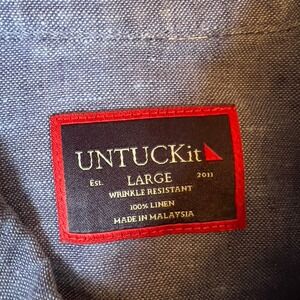 UNTUCKit
Est. LARGE 2011
WRINKLE RESISTANT
100% LINEN
MADE IN MALAYSIA